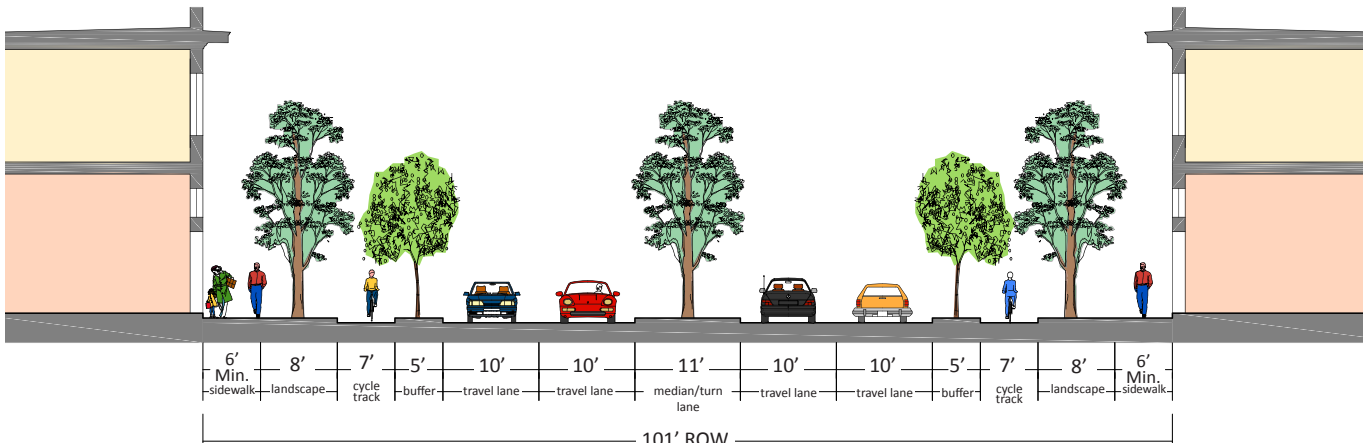 6’ 8’ 7’ 5’ 10’ 10’ 11’ 10’ 10’ 5’ 7’ 8’ 6’
Min. Min.
sidewalk landscape cycle buffer travel lane travel lane median/turn travel lane travel lane buffer cycle landscape sidewalk
track lane track
101’ ROW